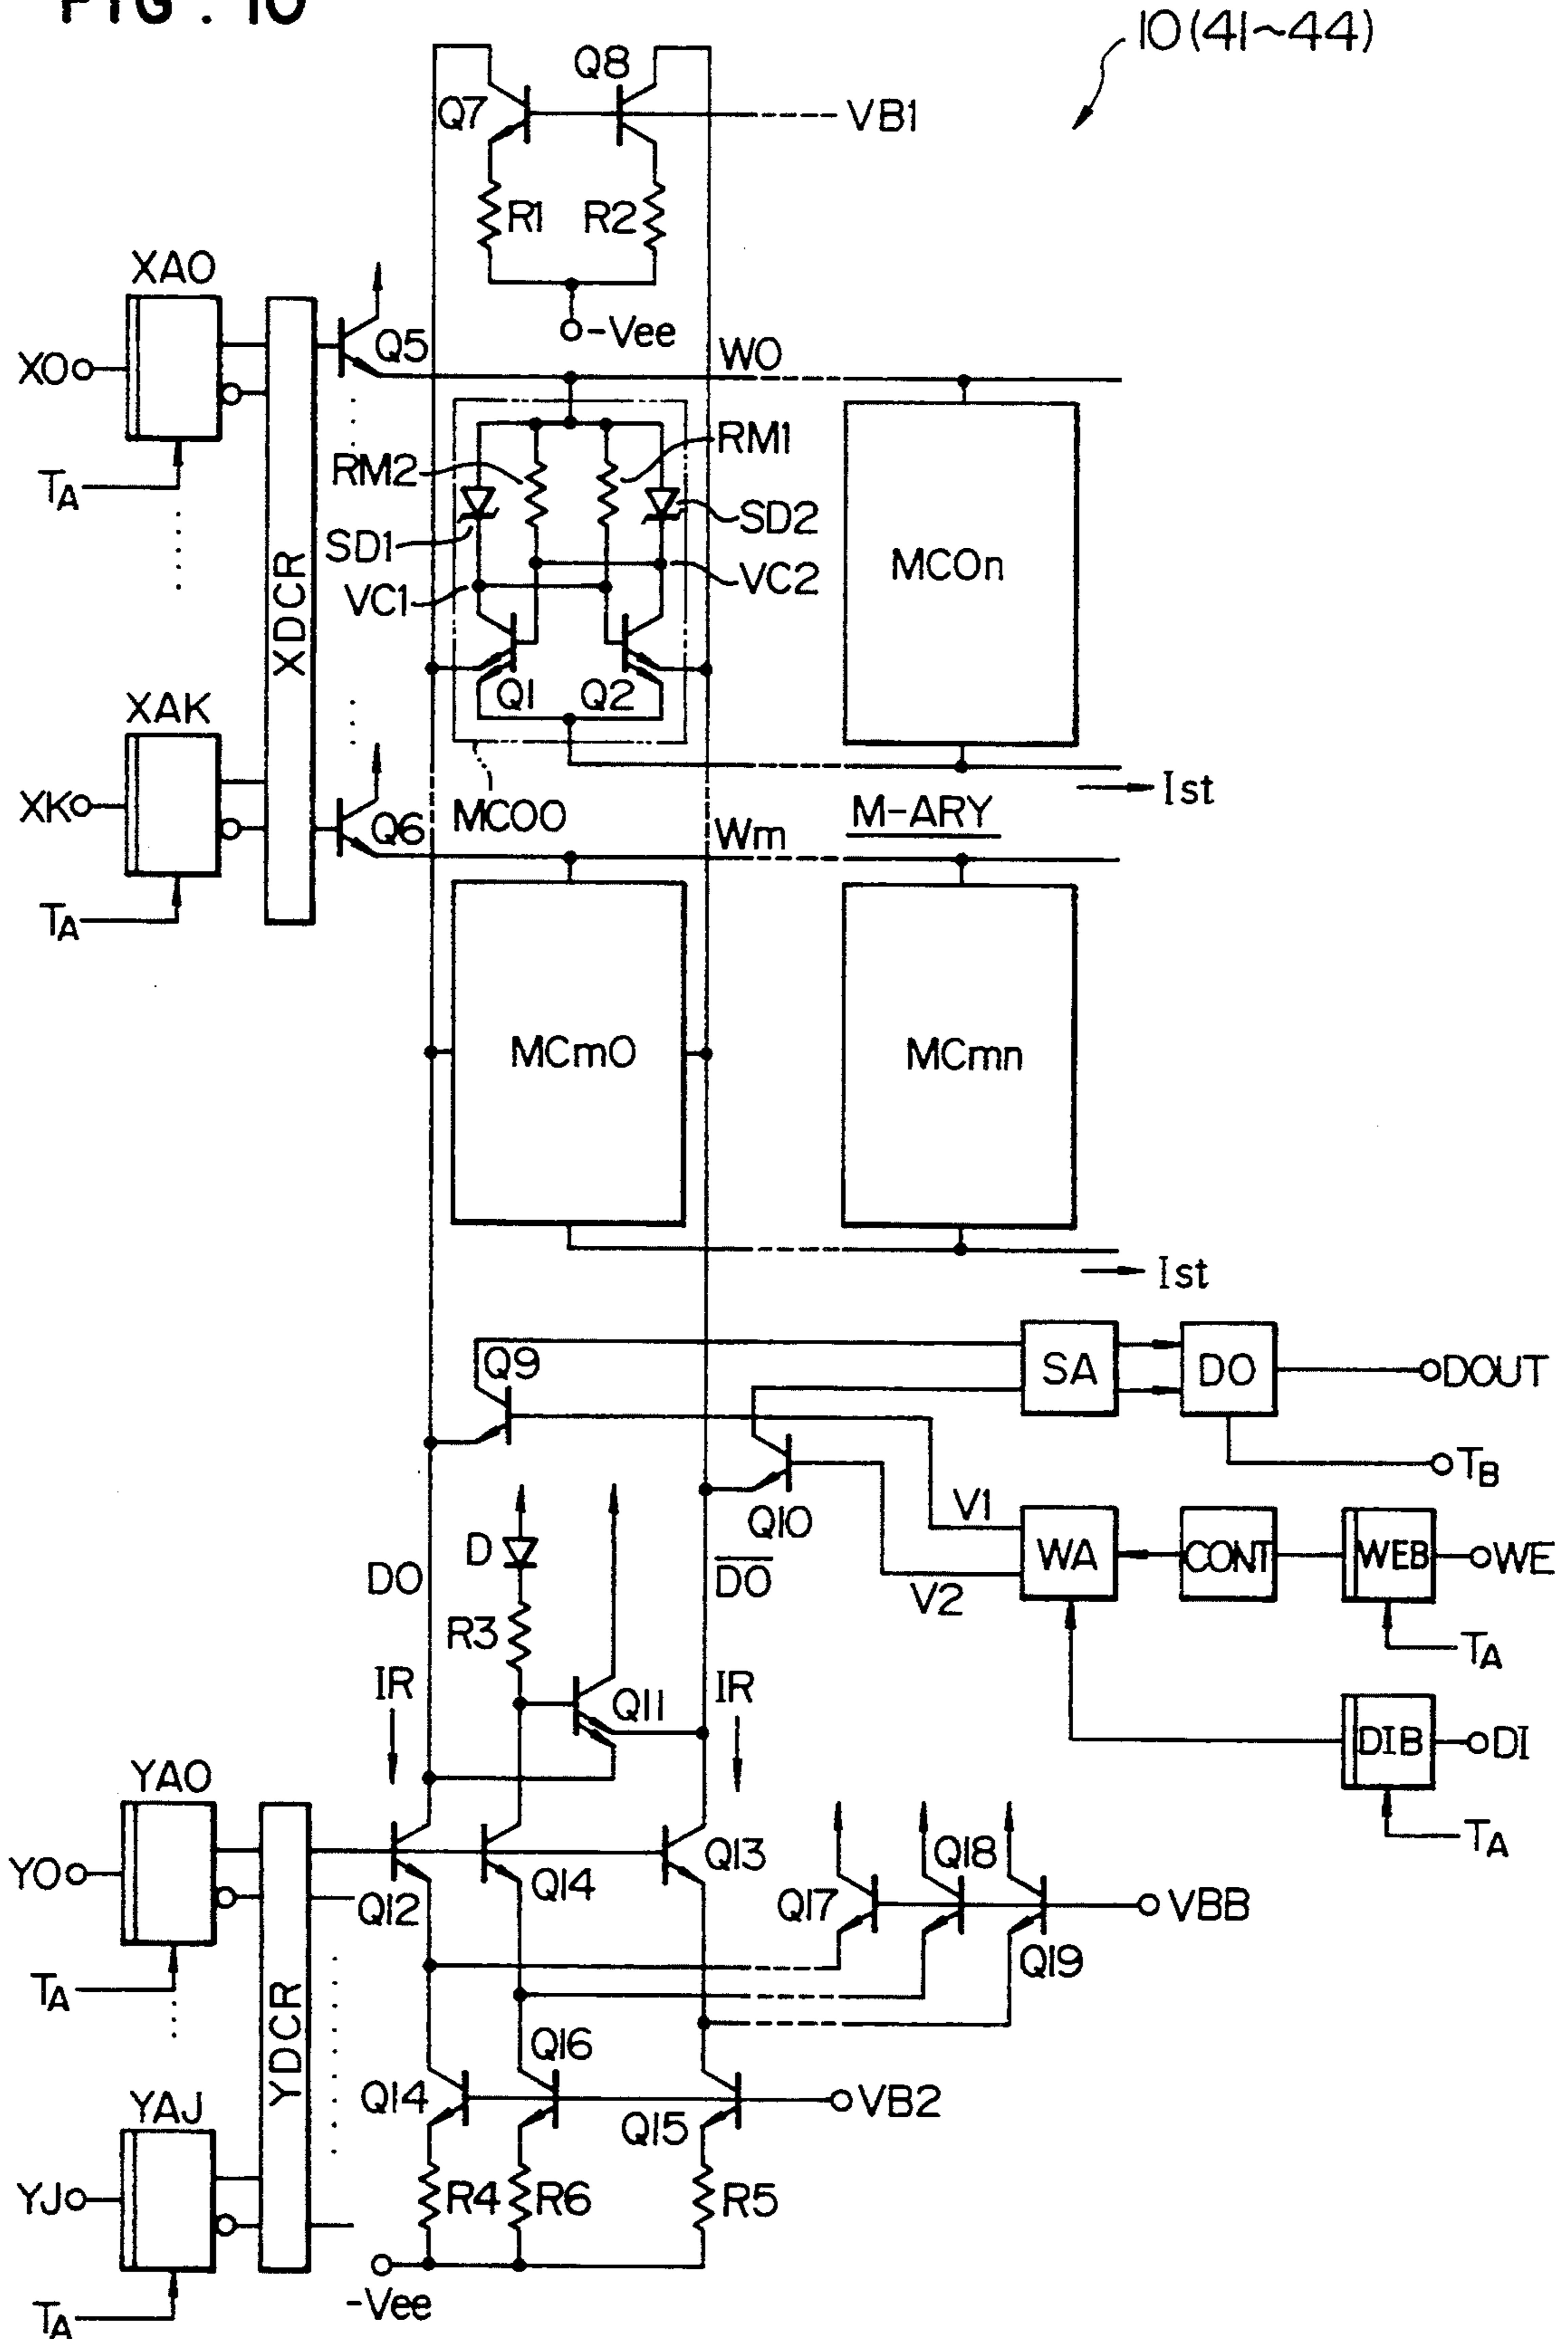 FIG. 10
10(41~44)
Q8
Q7
VB1
R1
R2
XA0
-Vee
Q5
W0
X0
RM1
RM2
TA
SD2
SD1
MC0n
VC2
VC1
XDCR
Q1
Q2
XAK
Ist
XK
MC00
M-ARY
Q6
Wm
TA
MCm0
MCmn
Ist
Q9
SA
DO
DOUT
TB
V1
Q10
D
WA
CONT
WEB
WE
D0
D0
V2
R3
TA
IR
Q11
IR
DIB
DI
YA0
TA
Y0
Q12
Q14
Q13
Q18
Q17
VBB
Q19
TA
YDCR
Q16
Q14
VB2
YAJ
Q15
YJ
R4
R6
R5
-Vee
TA